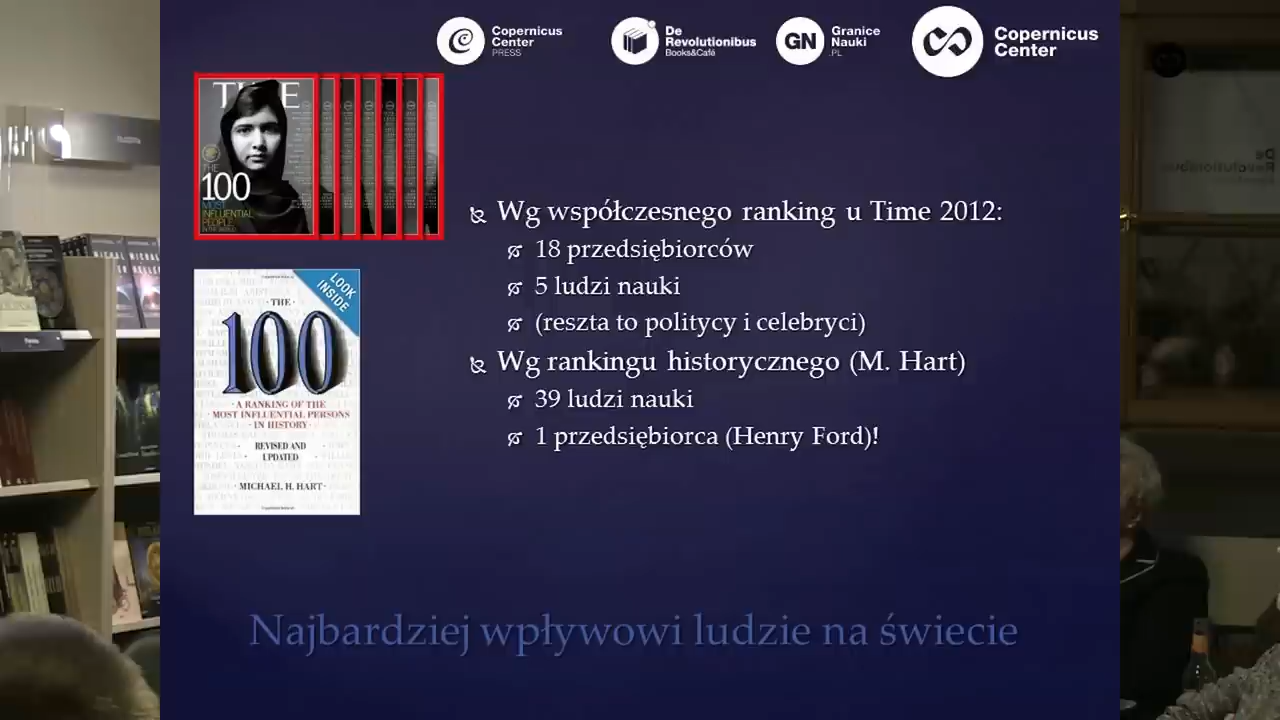 Copernicus
Center
PRESS
De
Revolutionibus
Books&Café
GN
Granice
Nauki
.PL
Copernicus
Center
TIME
THE
100
MOST
INFLUENTIAL
PEOPLE
IN THE WORLD
LOOK
INSIDE
THE
100
· A RANKING OF THE
MOST INFLUENTIAL PERSONS
· IN HISTORY ·
REVISED AND
UPDATED
· MICHAEL H. HART ·
Wg współczesnego ranking u Time 2012:
18 przedsiębiorców
5 ludzi nauki
(reszta to politycy i celebryci)
Wg rankingu historycznego (M. Hart)
39 ludzi nauki
1 przedsiębiorca (Henry Ford)!
Najbardziej wpływowi ludzie na świecie